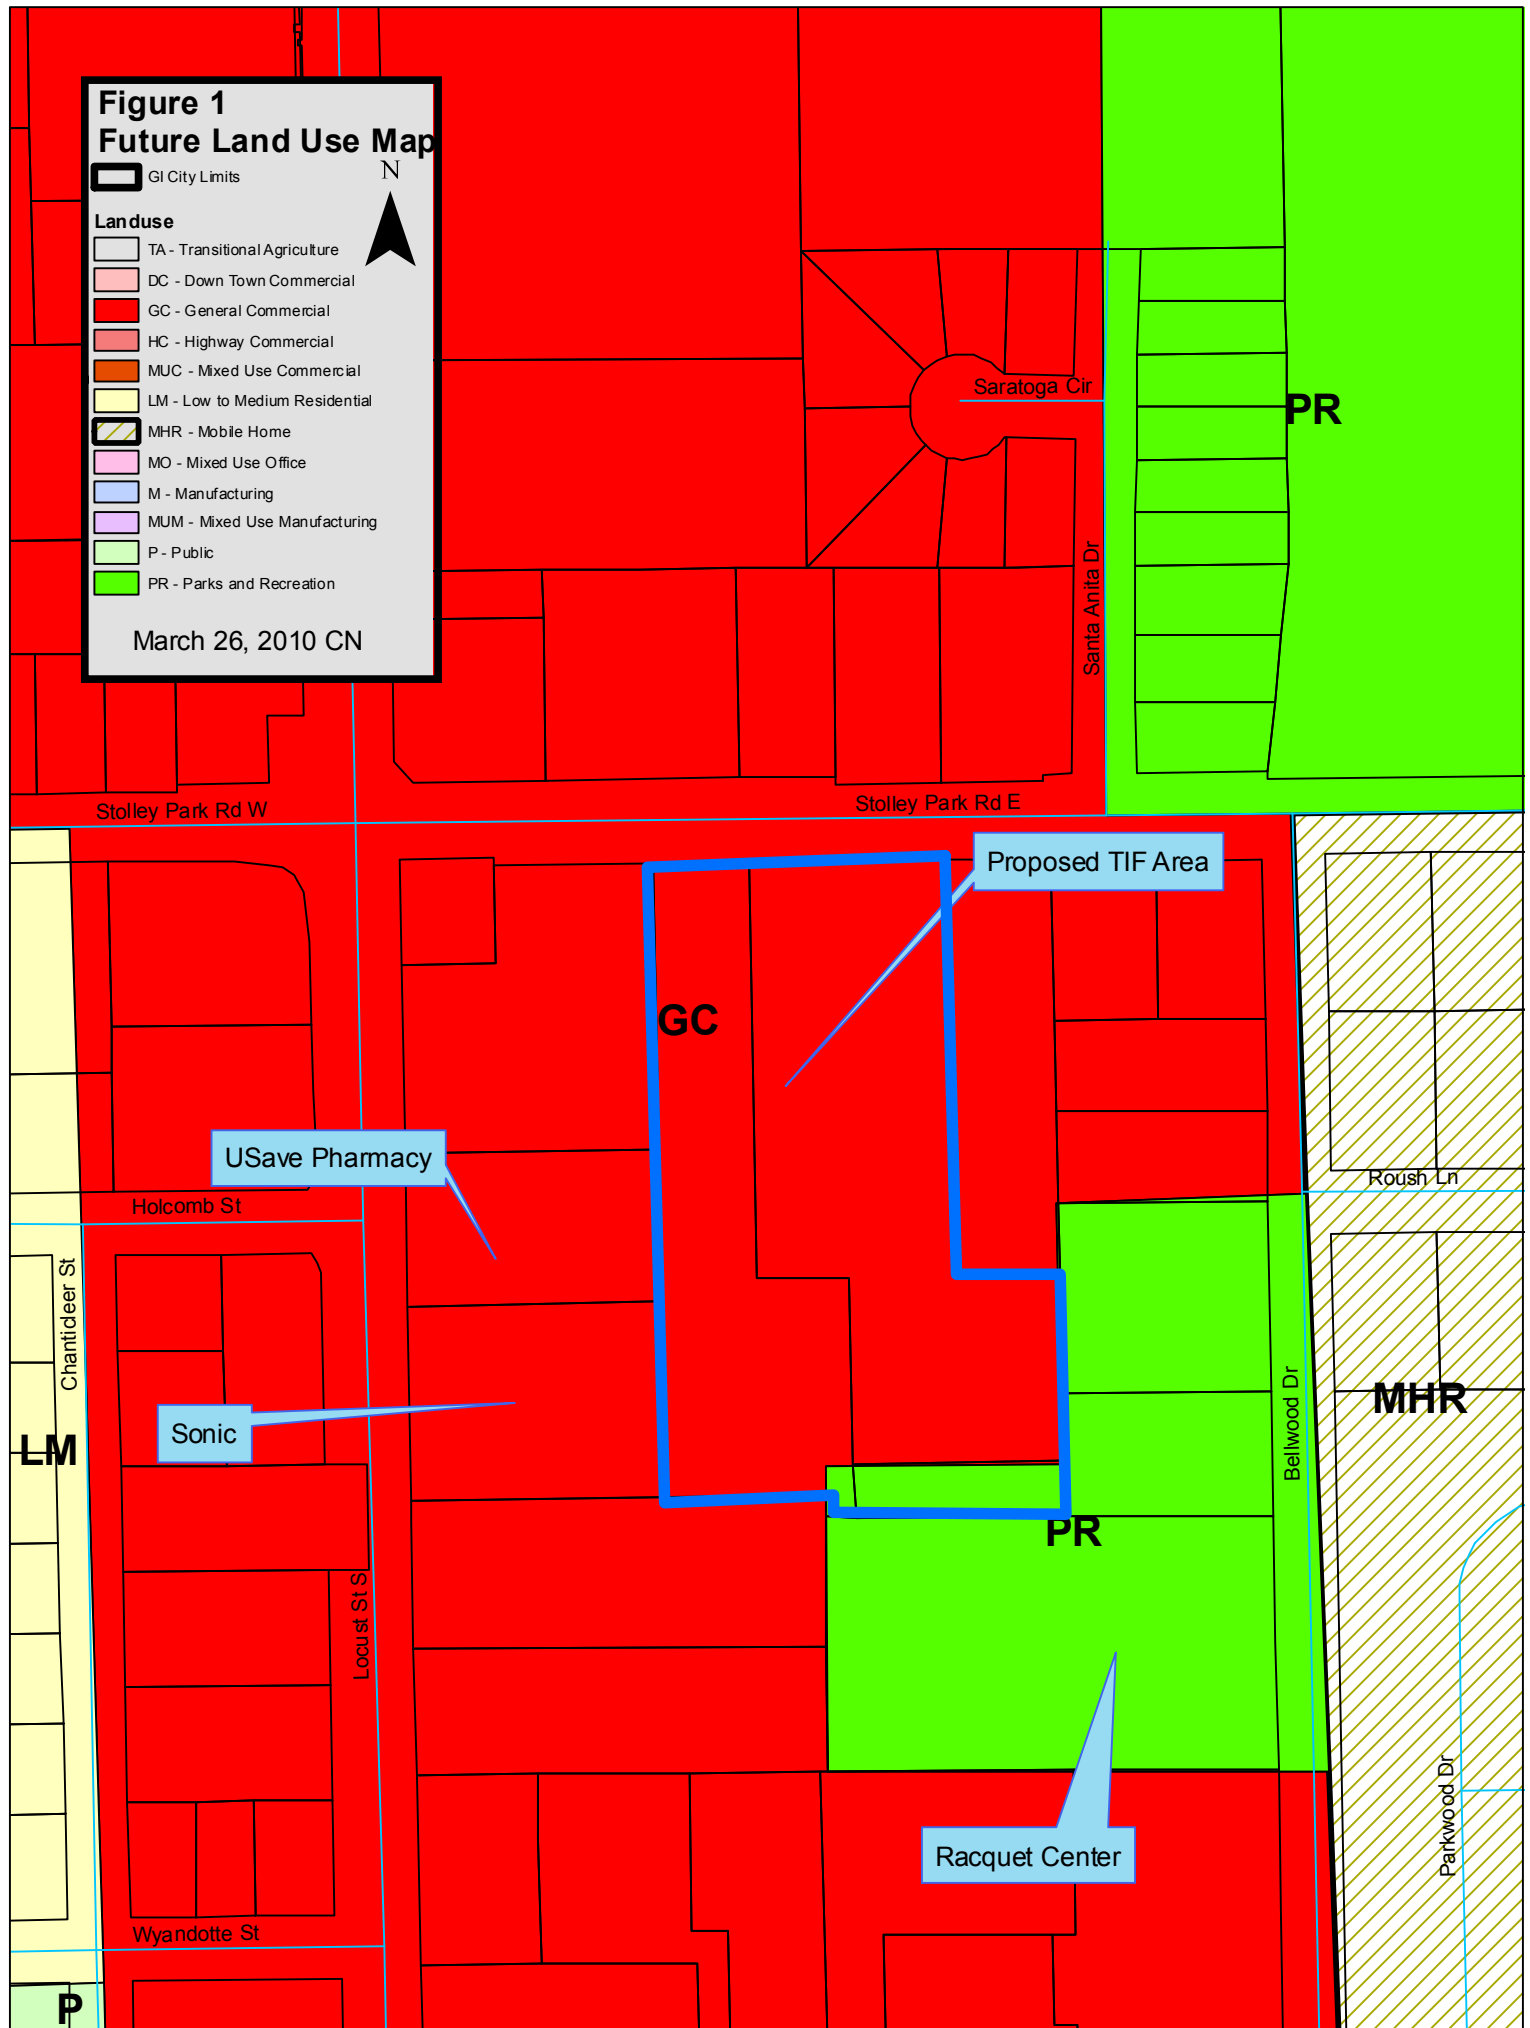 Figure 1
Future Land Use Map
N
GI City Limits
Landuse
TA - Transitional Agriculture
DC - Down Town Commercial
GC - General Commercial
HC - Highway Commercial
MUC - Mixed Use Commercial
LM - Low to Medium Residential
MHR - Mobile Home
MO - Mixed Use Office
M - Manufacturing
MUM - Mixed Use Manufacturing
P - Public
PR - Parks and Recreation
March 26, 2010 CN
Saratoga Cir
PR
Santa Anita Dr
Stolley Park Rd W
Stolley Park Rd E
Proposed TIF Area
GC
USave Pharmacy
Roush Ln
Holcomb St
Chantideer St
MHR
Bellwood Dr
Sonic
LM
PR
Locust St S
Parkwood Dr
Racquet Center
Wyandotte St
P